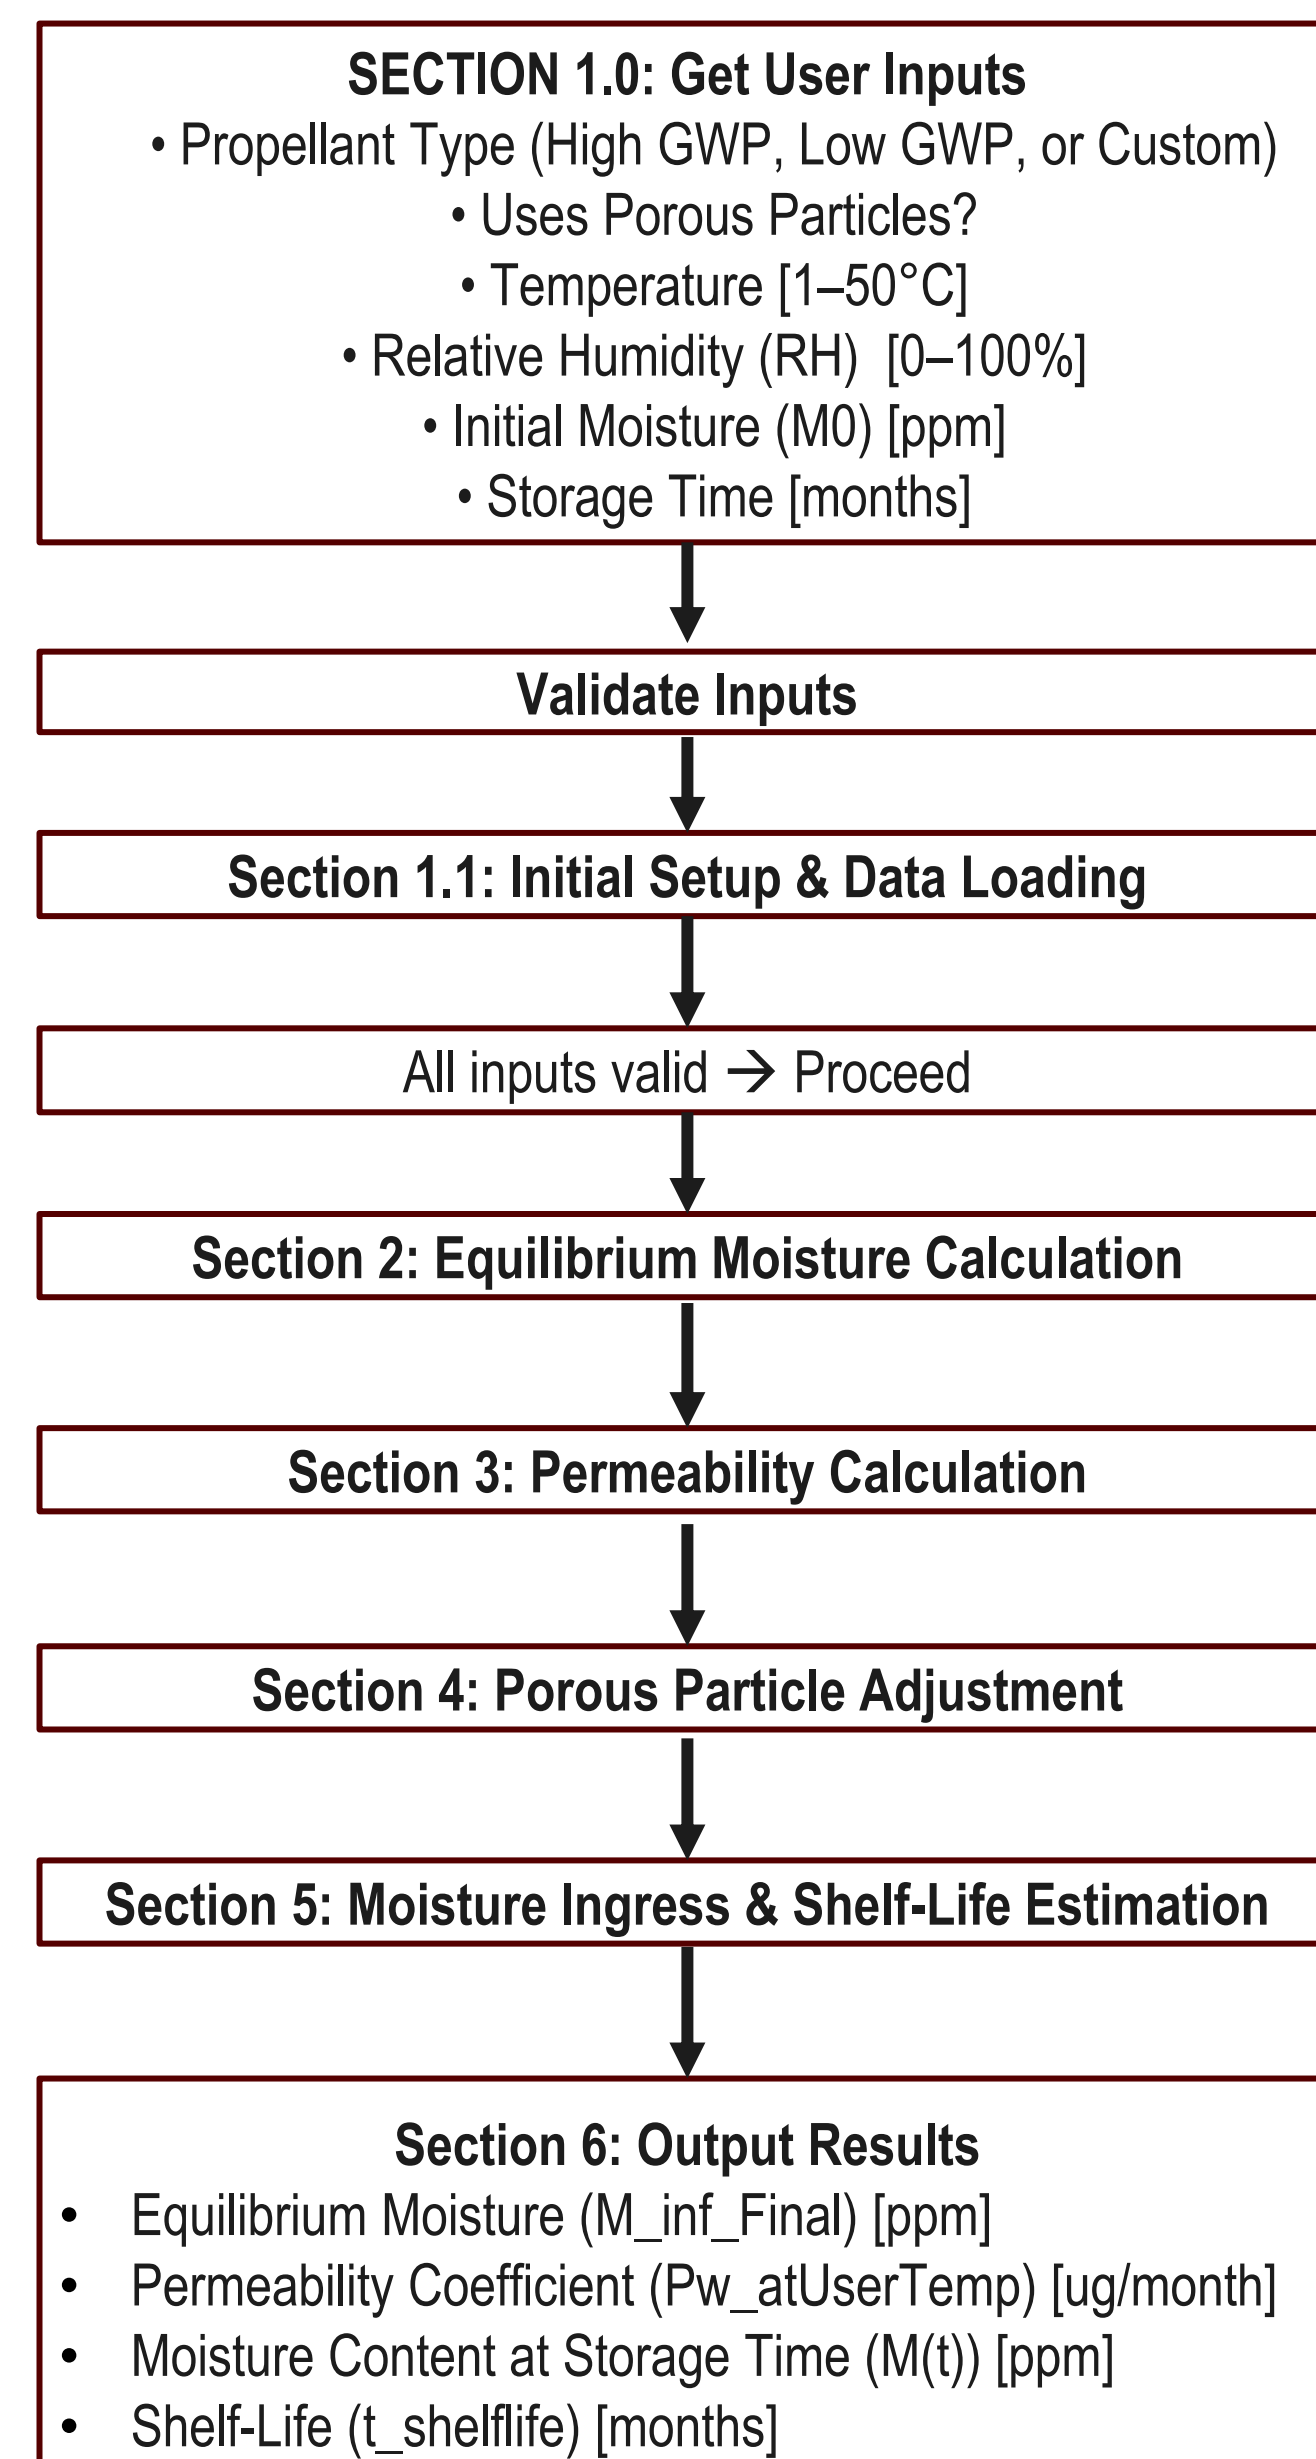 SECTION 1.0: Get User Inputs
• Propellant Type (High GWP, Low GWP, or Custom)
• Uses Porous Particles?
• Temperature [1–50°C]
• Relative Humidity (RH)  [0–100%]
• Initial Moisture (M0) [ppm]
• Storage Time [months]
Validate Inputs
Section 1.1: Initial Setup & Data Loading
All inputs valid → Proceed
Section 2: Equilibrium Moisture Calculation
Section 3: Permeability Calculation
Section 4: Porous Particle Adjustment
Section 5: Moisture Ingress & Shelf-Life Estimation
Section 6: Output Results
• Equilibrium Moisture (M_inf_Final) [ppm]
• Permeability Coefficient (Pw_atUserTemp) [ug/month]
• Moisture Content at Storage Time (M(t)) [ppm]
• Shelf-Life (t_shelflife) [months]